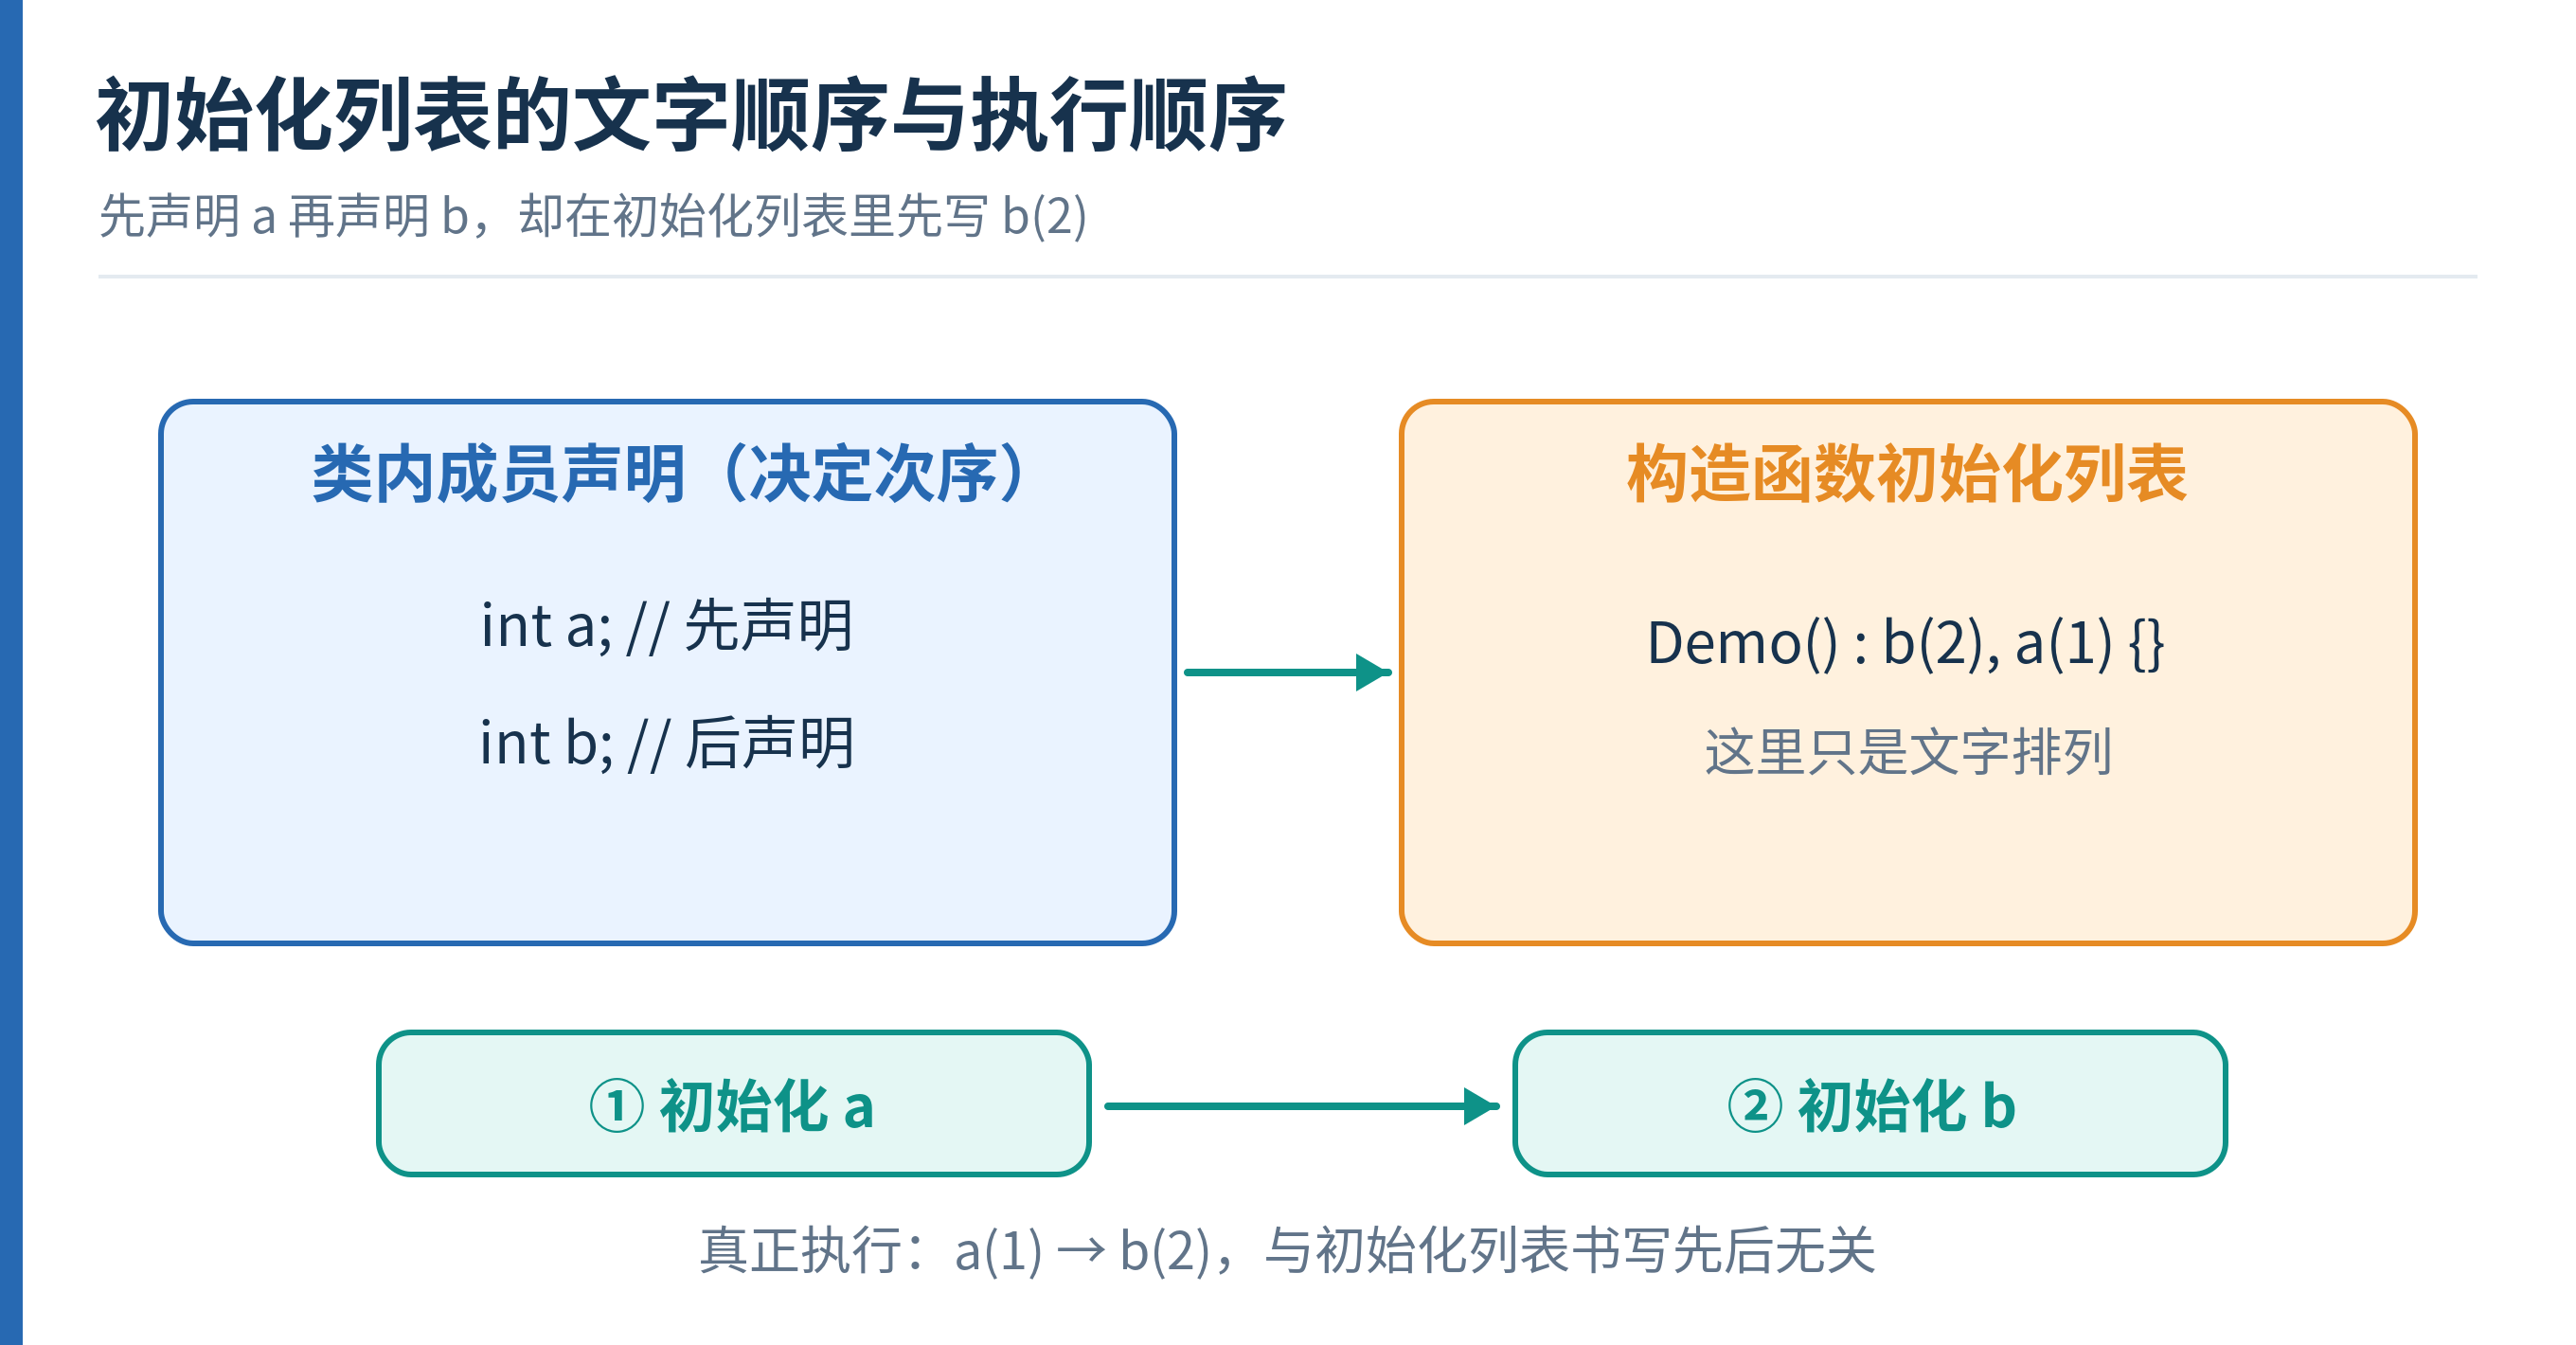 初始化列表的文字顺序与执行顺序
先声明 a 再声明 b，却在初始化列表里先写 b(2)
类内成员声明（决定次序）
int a; // 先声明
int b; // 后声明
构造函数初始化列表
Demo() : b(2), a(1) {}
这里只是文字排列
① 初始化 a
② 初始化 b
真正执行：a(1) → b(2)，与初始化列表书写先后无关